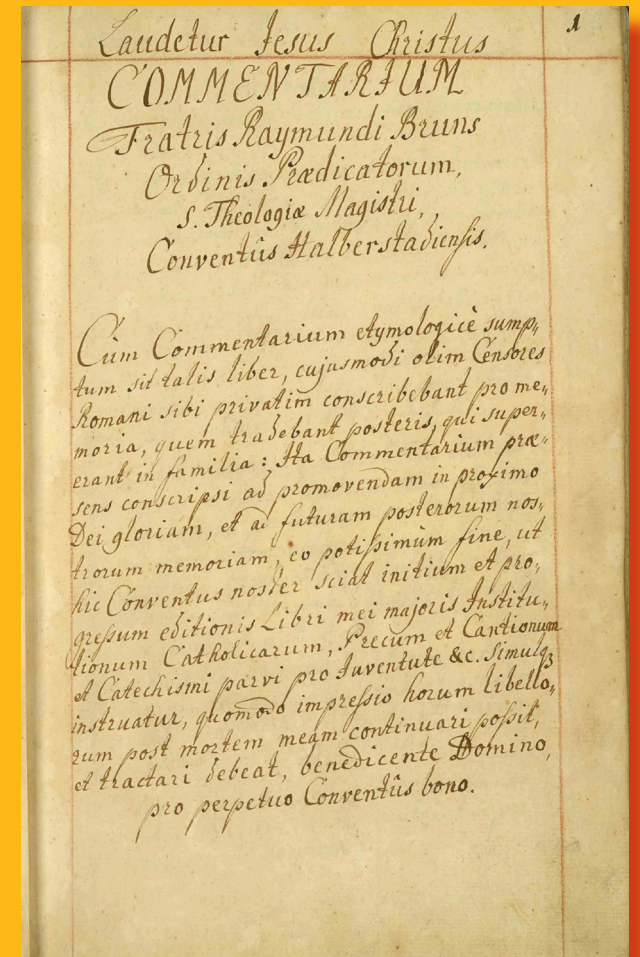 1
Laudetur Jesus Christus
COMMENTARIUM
Fratris Raymundi Bruns
Ordinis Prædicatorum,
S. Theologiæ Magistri,
Conventûs Halberstadiensis.
Cùm Commentarium etymologicè sump„
tum sit talis liber, cujusmodi olim Censores
Romani sibi privatim conscribebant pro me„
moria, quem tradebant posteris, qui super„
erant in familia: Ita Commentarium præ„
sens conscripsi ad promovendam in proximo
Dei gloriam, et ad futuram posterorum nos„
trorum memoriam, eo potissimùm fine, ut
hic Conventus noster sciat initium et pro„
gressum editionis Libri mei majoris Institu„
tionum Catholicarum, Precum et Cantionum
et Catechismi parvi pro Juventute &c. Simulq3
instruatur, quomodo impressio horum libello„
rum post mortem meam continuari possit,
et tractari debeat, benedicente Domino,
pro perpetuo Conventûs bono.